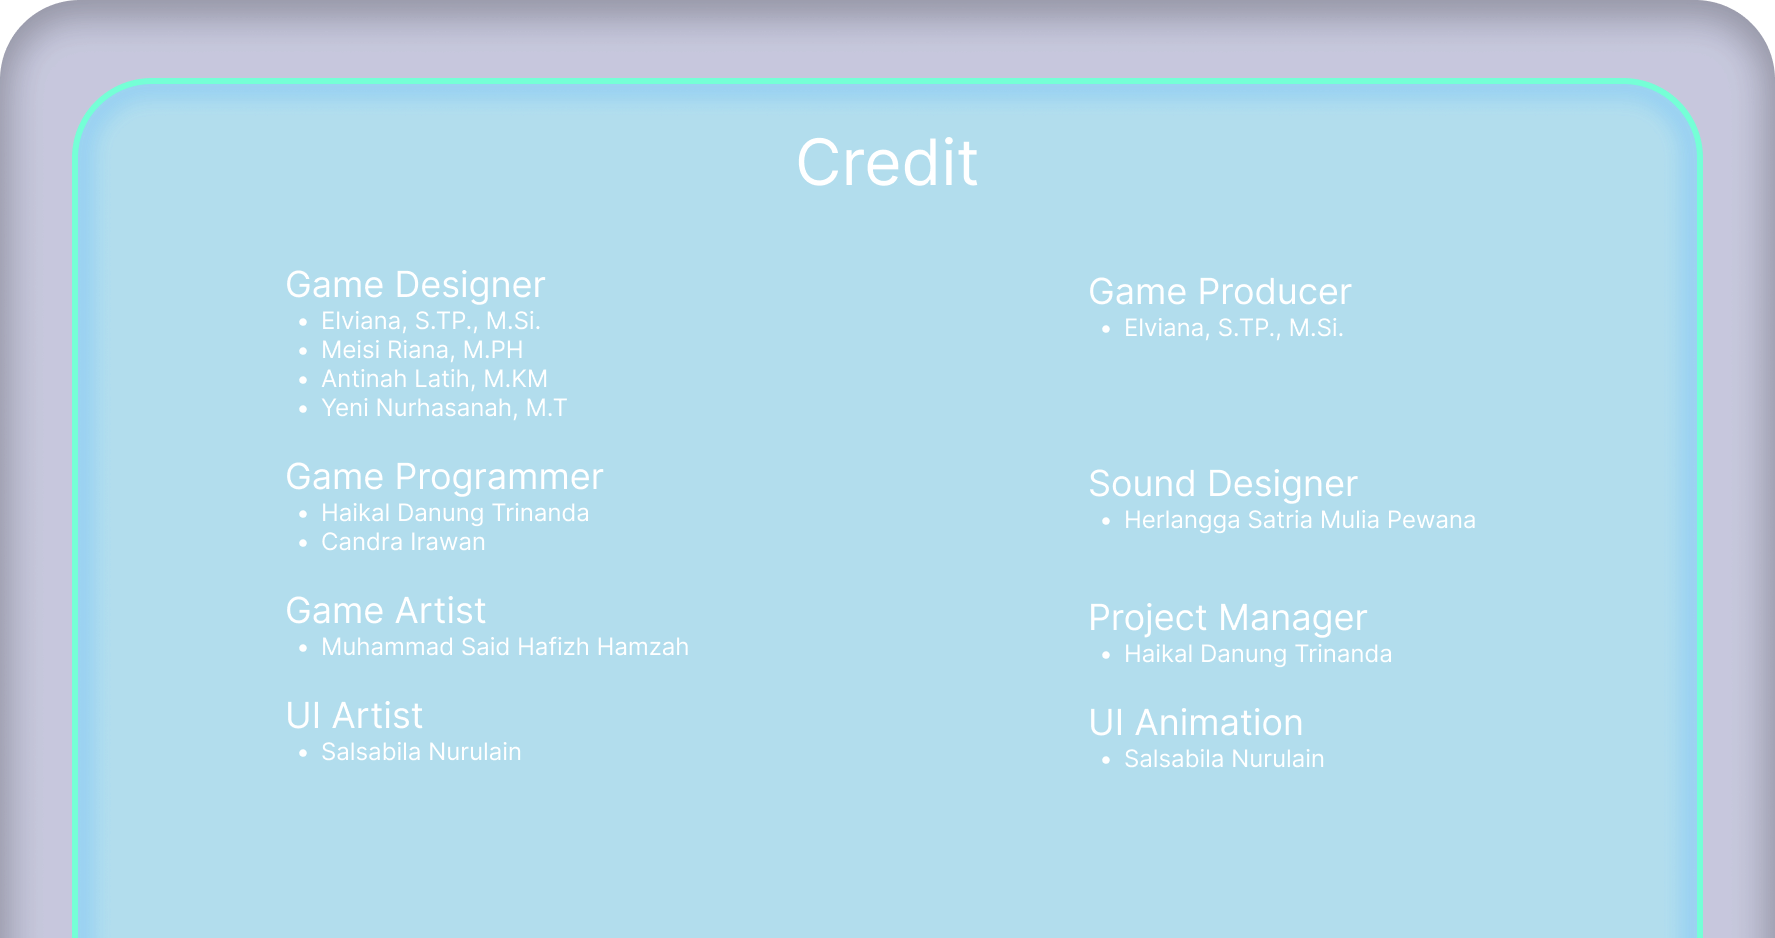 Credit
Game Designer
• Elviana, S.TP., M.Si.
• Meisi Riana, M.PH
• Antinah Latih, M.KM
• Yeni Nurhasanah, M.T
Game Programmer
• Haikal Danung Trinanda
• Candra Irawan
Game Artist
• Muhammad Said Hafizh Hamzah
UI Artist
• Salsabila Nurulain
Game Producer
• Elviana, S.TP., M.Si.
Sound Designer
• Herlangga Satria Mulia Pewana
Project Manager
• Haikal Danung Trinanda
UI Animation
• Salsabila Nurulain